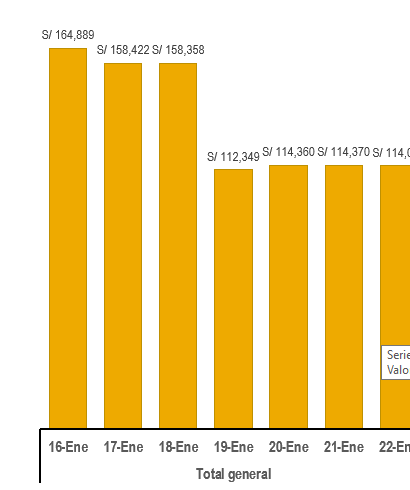 S/ 164,889
S/ 158,422 S/ 158,358
S/ 112,349 S/ 114,360 S/ 114,370
16-Ene 17-Ene 18-Ene 19-Ene 20-Ene 21-Ene
Total general